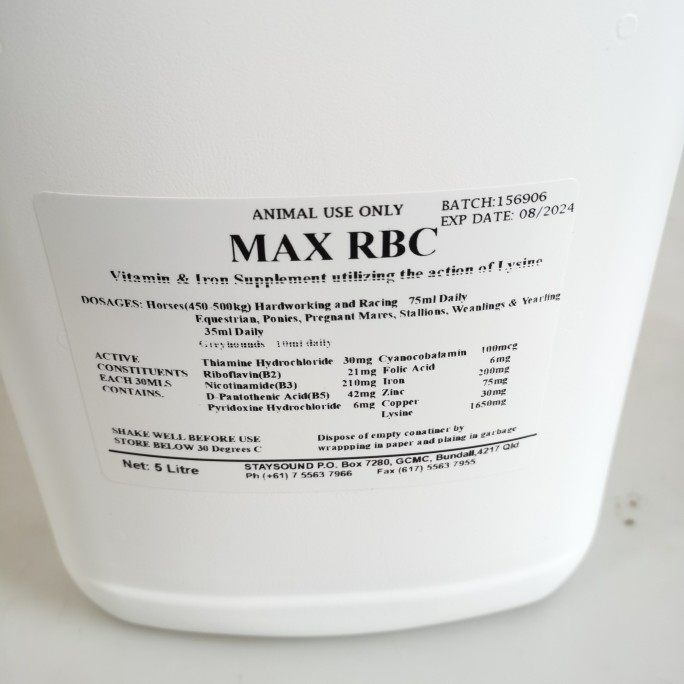 ANIMAL USE ONLY
BATCH:156906
EXP DATE: 08/2024
MAX RBC
Vitamin & Iron Supplement utilizing the action of Lysine
DOSAGES: Horses(450-500kg) Hardworking and Racing 75ml Daily
Equestrian, Ponies, Pregnant Mares, Stallions, Weanlings & Yearling
35ml Daily
Greyhounds 10ml daily
ACTIVE
CONSTITUENTS
EACH 30MLS
CONTAINS.
Thiamine Hydrochloride 30mg
Riboflavin(B2) 21mg
Nicotinamide(B3) 210mg
D-Pantothenic Acid(B5) 42mg
Pyridoxine Hydrochloride 6mg
Cyanocobalamin 100mcg
Folic Acid 6mg
Iron 200mg
Zinc 75mg
Copper 30mg
Lysine 1650mg
SHAKE WELL BEFORE USE
STORE BELOW 30 Degrees C
Dispose of empty conatiner by
wrappping in paper and plaing in garbage
Net: 5 Litre
STAYSOUND P.O. Box 7280, GCMC, Bundall,4217 Qld
Ph (+61) 7 5563 7966 Fax (617) 5563 7955